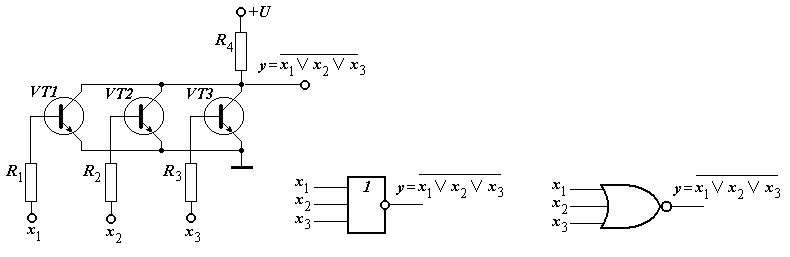 +U
R4
y = x1 ∨ x2 ∨ x3
VT1 VT2 VT3
R1 R2 R3
x1 x2 x3
x1
x2
x3
1
y = x1 ∨ x2 ∨ x3
x1
x2
x3
y = x1 ∨ x2 ∨ x3